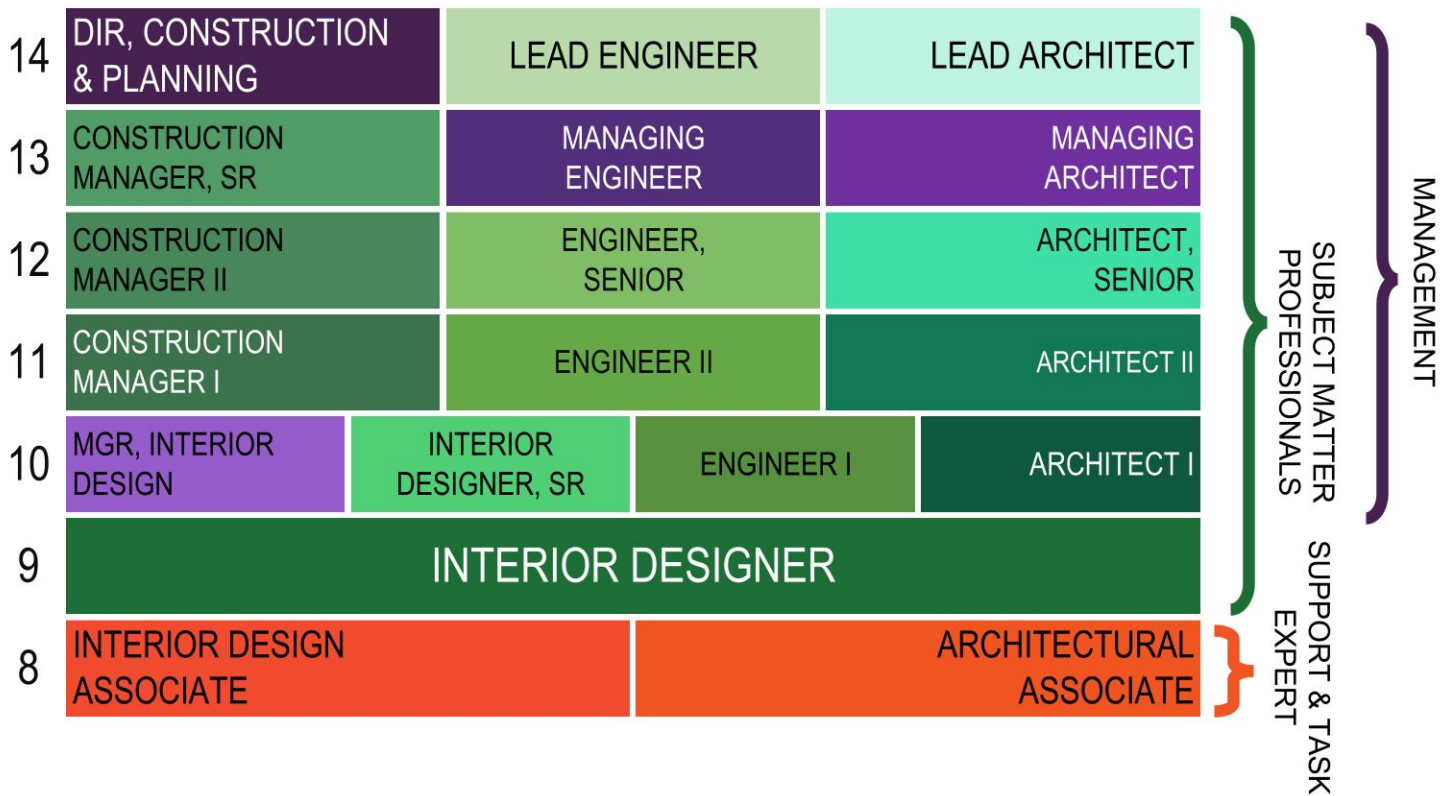 14
DIR, CONSTRUCTION
& PLANNING
LEAD ENGINEER
LEAD ARCHITECT
13
CONSTRUCTION
MANAGER, SR
MANAGING
ENGINEER
MANAGING
ARCHITECT
12
CONSTRUCTION
MANAGER II
ENGINEER,
SENIOR
ARCHITECT,
SENIOR
11
CONSTRUCTION
MANAGER I
ENGINEER II
ARCHITECT II
10
MGR, INTERIOR
DESIGN
INTERIOR
DESIGNER, SR
ENGINEER I
ARCHITECT I
9
INTERIOR DESIGNER
8
INTERIOR DESIGN
ASSOCIATE
ARCHITECTURAL
ASSOCIATE
SUBJECT MATTER
PROFESSIONALS
SUPPORT & TASK
EXPERT
MANAGEMENT